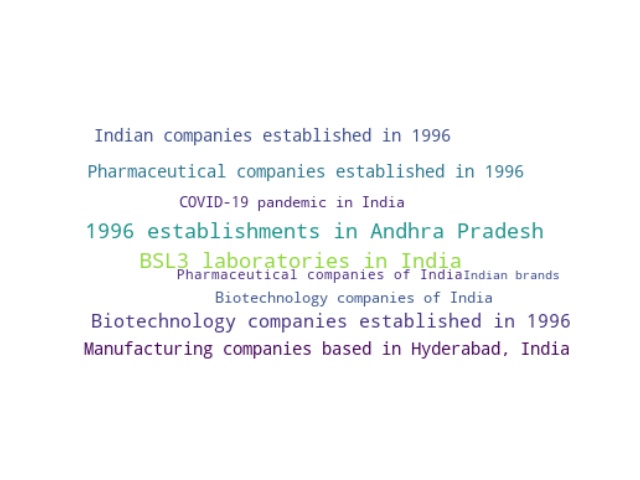 Indian companies established in 1996
Pharmaceutical companies established in 1996
COVID-19 pandemic in India
1996 establishments in Andhra Pradesh
BSL3 laboratories in India
Pharmaceutical companies of India
Indian brands
Biotechnology companies of India
Biotechnology companies established in 1996
Manufacturing companies based in Hyderabad, India